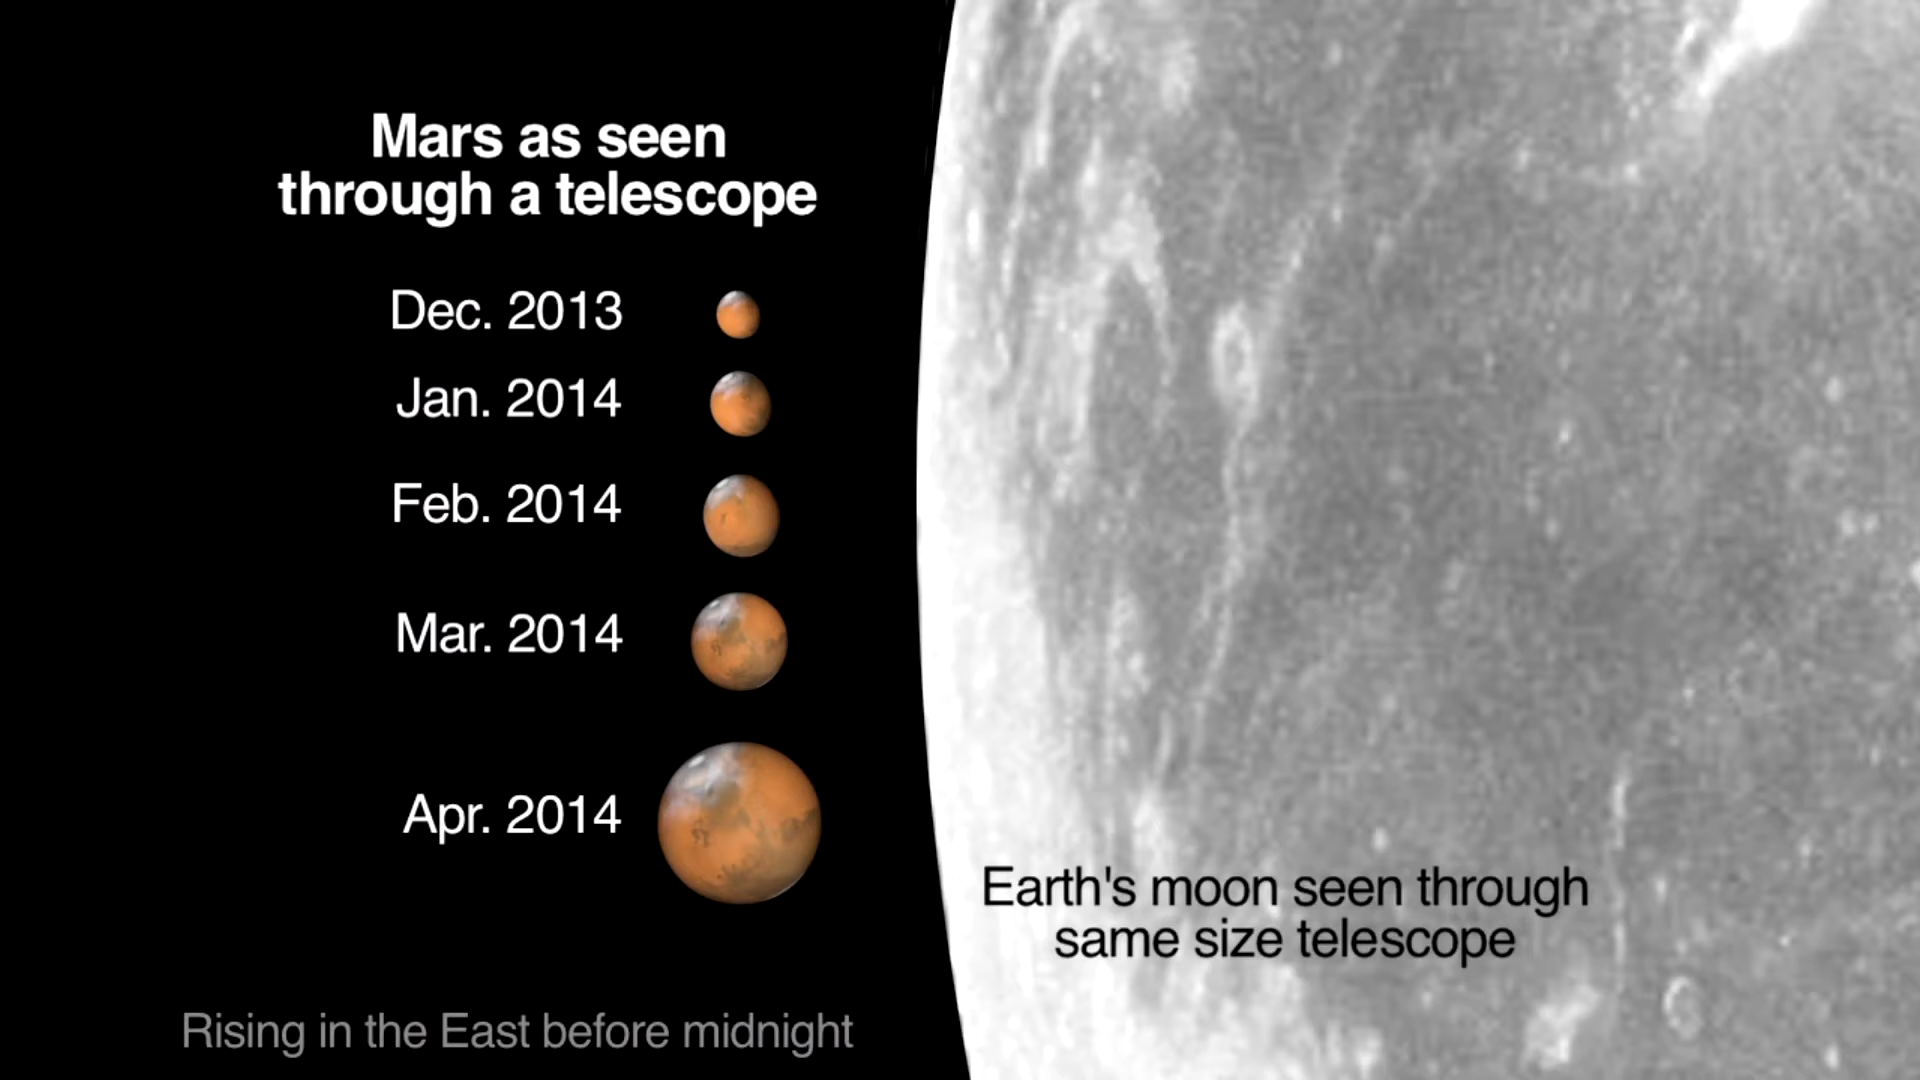 Mars as seen
through a telescope
Dec. 2013
Jan. 2014
Feb. 2014
Mar. 2014
Apr. 2014
Rising in the East before midnight
Earth's moon seen through
same size telescope